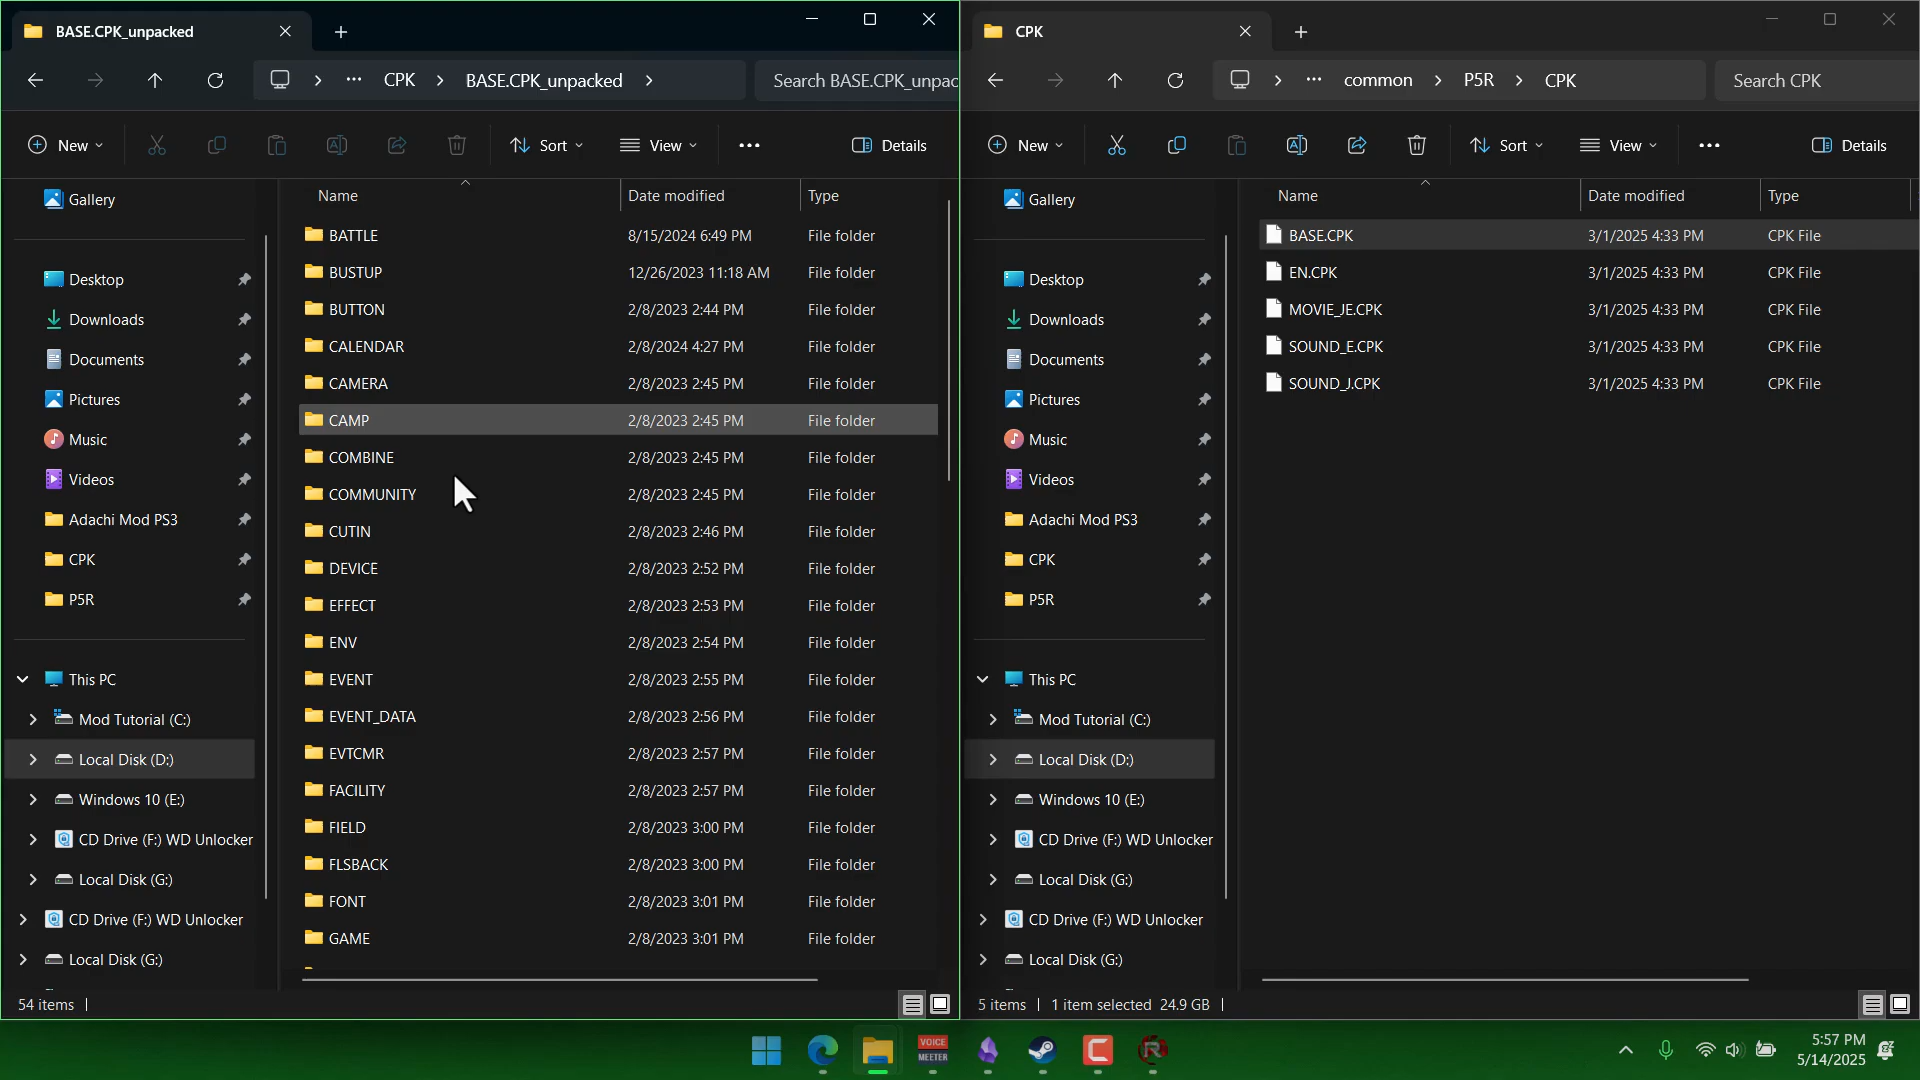 BASE.CPK_unpacked
CPK
CPK
BASE.CPK_unpacked
Search BASE.CPK_unpac
common
P5R
CPK
Search CPK
New
Sort
View
Details
New
Sort
View
Details
Gallery
Desktop
Downloads
Documents
Pictures
Music
Videos
Adachi Mod PS3
CPK
P5R
This PC
Mod Tutorial (C:)
Local Disk (D:)
Windows 10 (E:)
CD Drive (F:) WD Unlocker
Local Disk (G:)
CD Drive (F:) WD Unlocker
Local Disk (G:)
Name Date modified Type
BATTLE 8/15/2024 6:49 PM File folder
BUSTUP 12/26/2023 11:18 AM File folder
BUTTON 2/8/2023 2:44 PM File folder
CALENDAR 2/8/2024 4:27 PM File folder
CAMERA 2/8/2023 2:45 PM File folder
CAMP 2/8/2023 2:45 PM File folder
COMBINE 2/8/2023 2:45 PM File folder
COMMUNITY 2/8/2023 2:45 PM File folder
CUTIN 2/8/2023 2:46 PM File folder
DEVICE 2/8/2023 2:52 PM File folder
EFFECT 2/8/2023 2:53 PM File folder
ENV 2/8/2023 2:54 PM File folder
EVENT 2/8/2023 2:55 PM File folder
EVENT_DATA 2/8/2023 2:56 PM File folder
EVTCMR 2/8/2023 2:57 PM File folder
FACILITY 2/8/2023 2:57 PM File folder
FIELD 2/8/2023 3:00 PM File folder
FLSBACK 2/8/2023 3:00 PM File folder
FONT 2/8/2023 3:01 PM File folder
GAME 2/8/2023 3:01 PM File folder
54 items
Gallery
Desktop
Downloads
Documents
Pictures
Music
Videos
Adachi Mod PS3
CPK
P5R
This PC
Mod Tutorial (C:)
Local Disk (D:)
Windows 10 (E:)
CD Drive (F:) WD Unlocker
Local Disk (G:)
CD Drive (F:) WD Unlocker
Local Disk (G:)
Name Date modified Type
BASE.CPK 3/1/2025 4:33 PM CPK File
EN.CPK 3/1/2025 4:33 PM CPK File
MOVIE_JE.CPK 3/1/2025 4:33 PM CPK File
SOUND_E.CPK 3/1/2025 4:33 PM CPK File
SOUND_J.CPK 3/1/2025 4:33 PM CPK File
5 items 1 item selected 24.9 GB
VOICE
MEETER
5:57 PM
5/14/2025